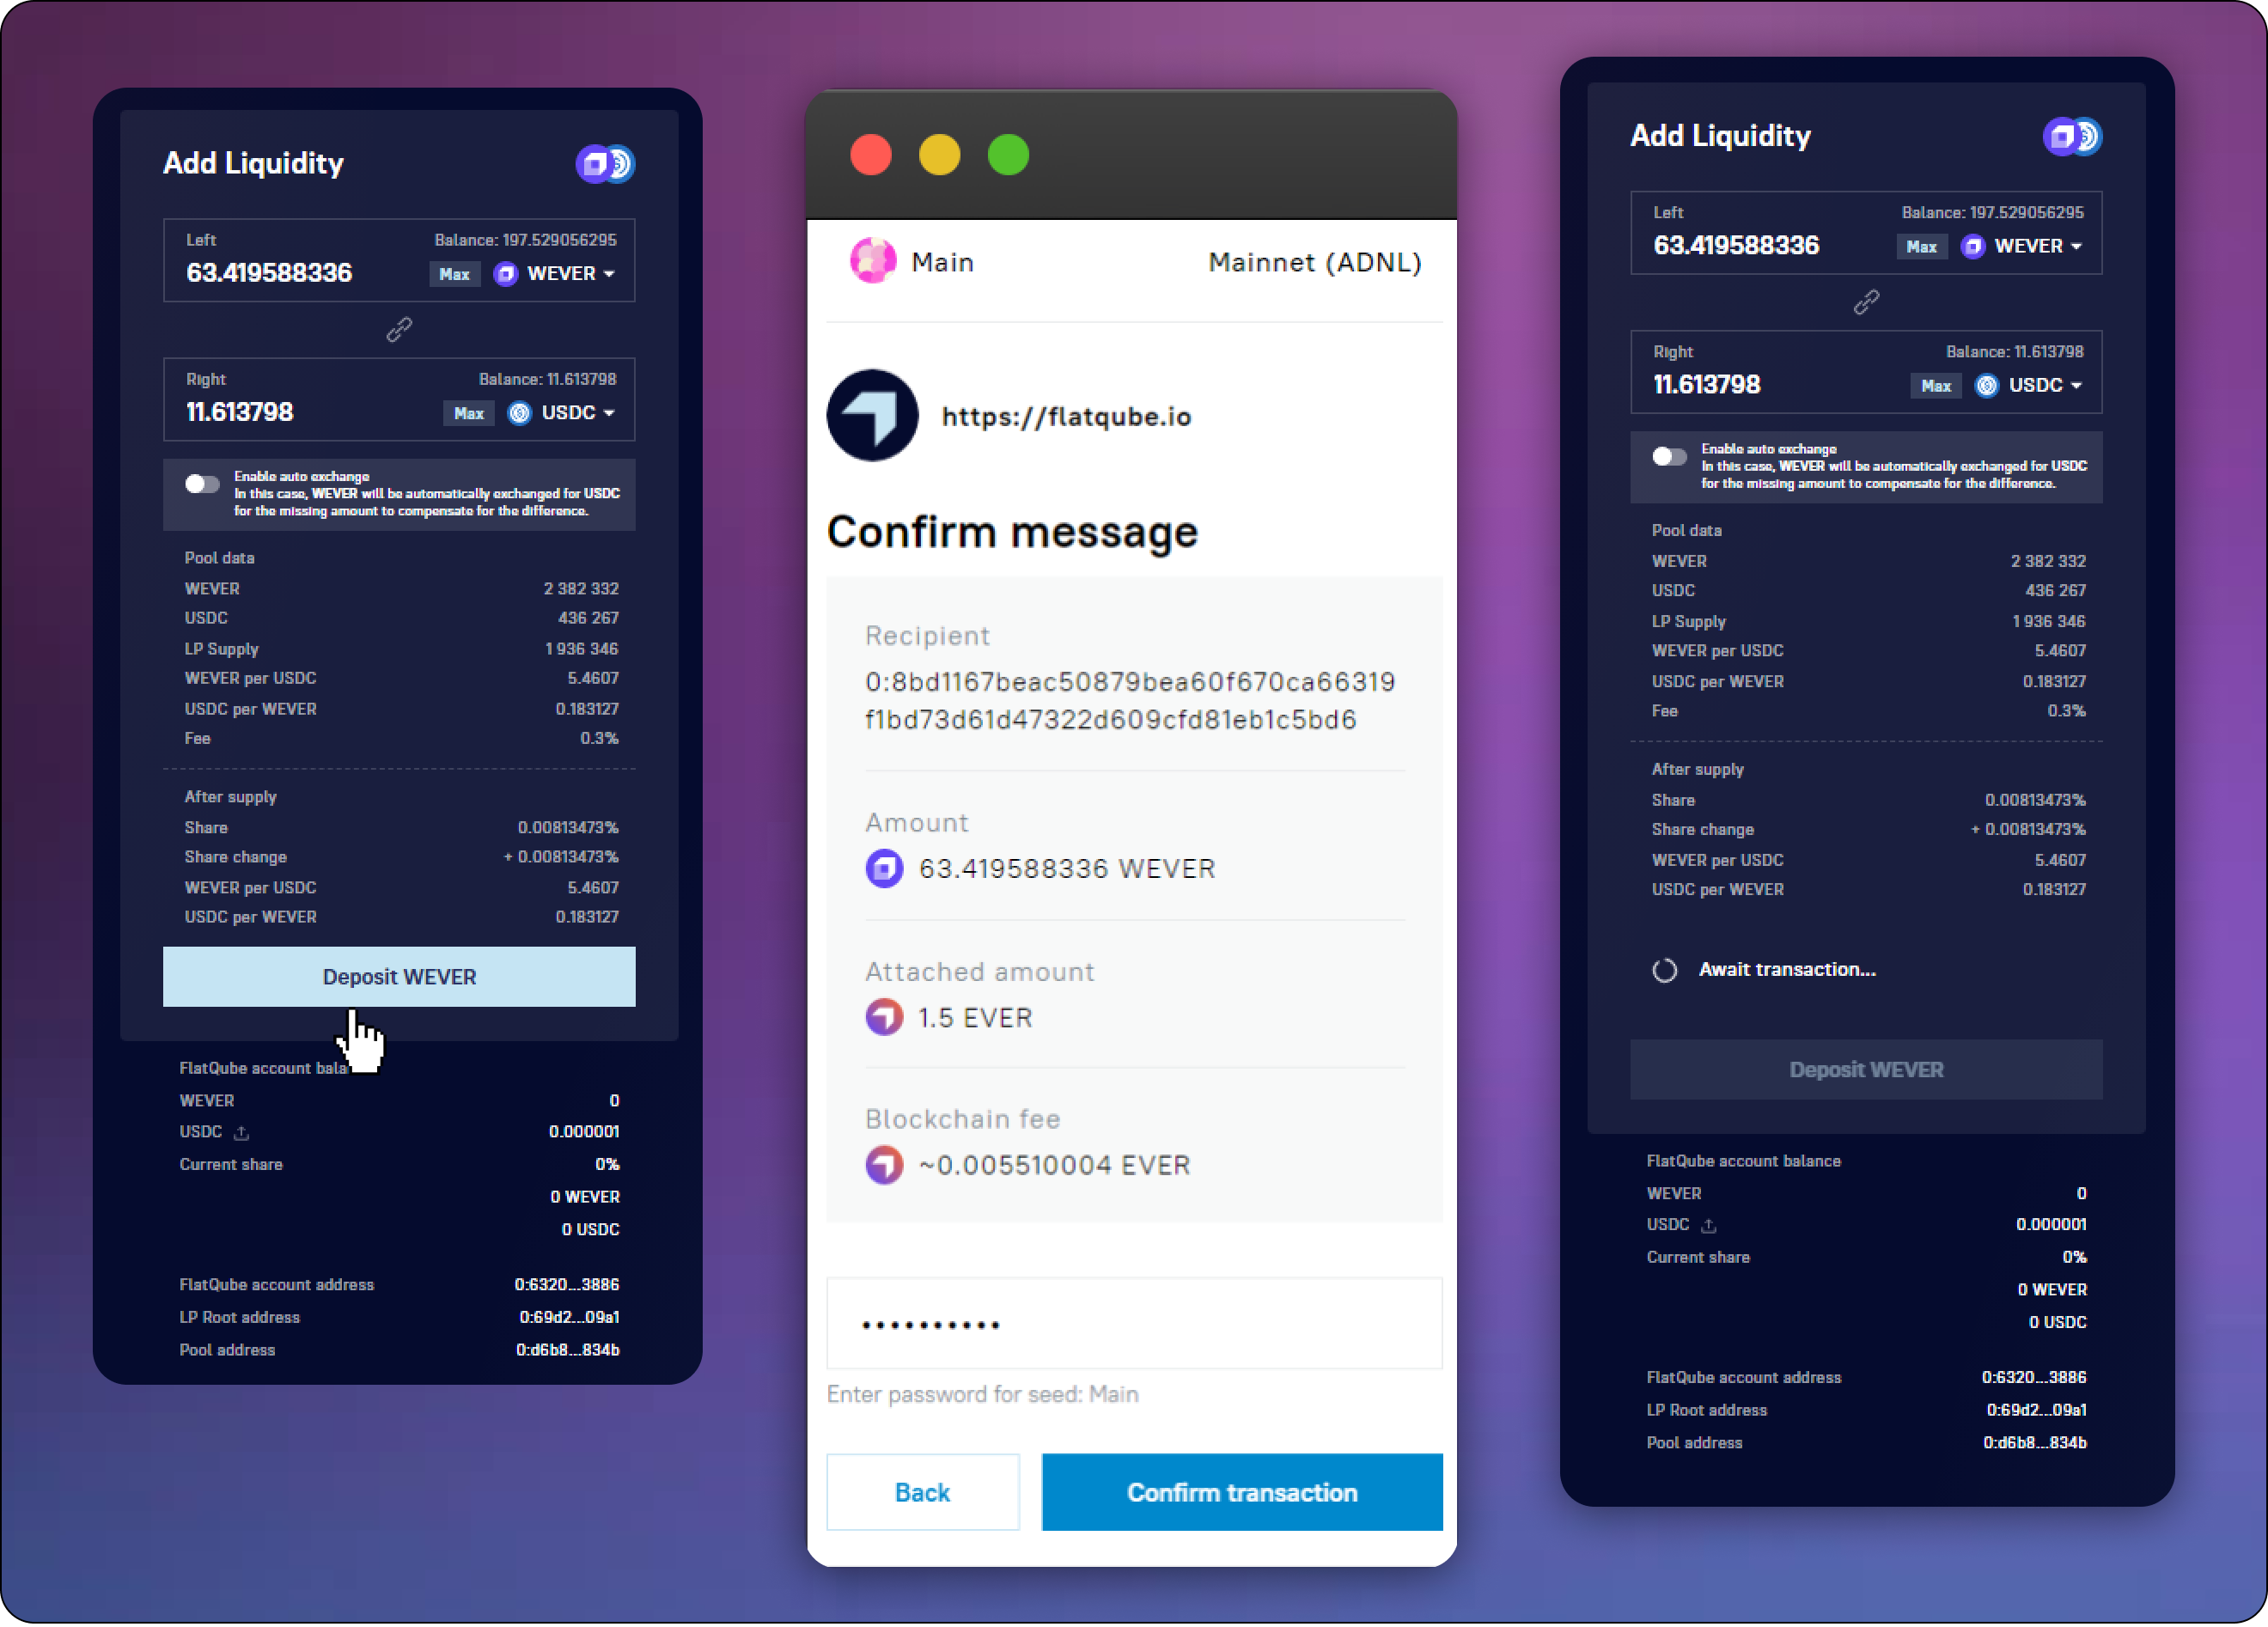 Add Liquidity
Left Balance: 197.529056295
63.419588336 Max WEVER
Right Balance: 11.613798
11.613798 Max USDC
Enable auto exchange
In this case, WEVER will be automatically exchanged for USDC
for the missing amount to compensate for the difference.
Pool data
WEVER 2 382 332
USDC 436 267
LP Supply 1 936 346
WEVER per USDC 5.4607
USDC per WEVER 0.183127
Fee 0.3%
After supply
Share 0.00813473%
Share change + 0.00813473%
WEVER per USDC 5.4607
USDC per WEVER 0.183127
Deposit WEVER
FlatQube account bala
WEVER 0
USDC 0.000001
Current share 0%
0 WEVER
0 USDC
FlatQube account address 0:6320...3886
LP Root address 0:69d2...09a1
Pool address 0:d6b8...834b
Main Mainnet (ADNL)
https://flatqube.io
Confirm message
Recipient
0:8bd1167beac50879bea60f670ca66319
f1bd73d61d47322d609cfd81eb1c5bd6
Amount
63.419588336 WEVER
Attached amount
1.5 EVER
Blockchain fee
~0.005510004 EVER
••••••••••
Enter password for seed: Main
Back Confirm transaction
Add Liquidity
Left Balance: 197.529056295
63.419588336 Max WEVER
Right Balance: 11.613798
11.613798 Max USDC
Enable auto exchange
In this case, WEVER will be automatically exchanged for USDC
for the missing amount to compensate for the difference.
Pool data
WEVER 2 382 332
USDC 436 267
LP Supply 1 936 346
WEVER per USDC 5.4607
USDC per WEVER 0.183127
Fee 0.3%
After supply
Share 0.00813473%
Share change + 0.00813473%
WEVER per USDC 5.4607
USDC per WEVER 0.183127
Await transaction...
Deposit WEVER
FlatQube account balance
WEVER 0
USDC 0.000001
Current share 0%
0 WEVER
0 USDC
FlatQube account address 0:6320...3886
LP Root address 0:69d2...09a1
Pool address 0:d6b8...834b